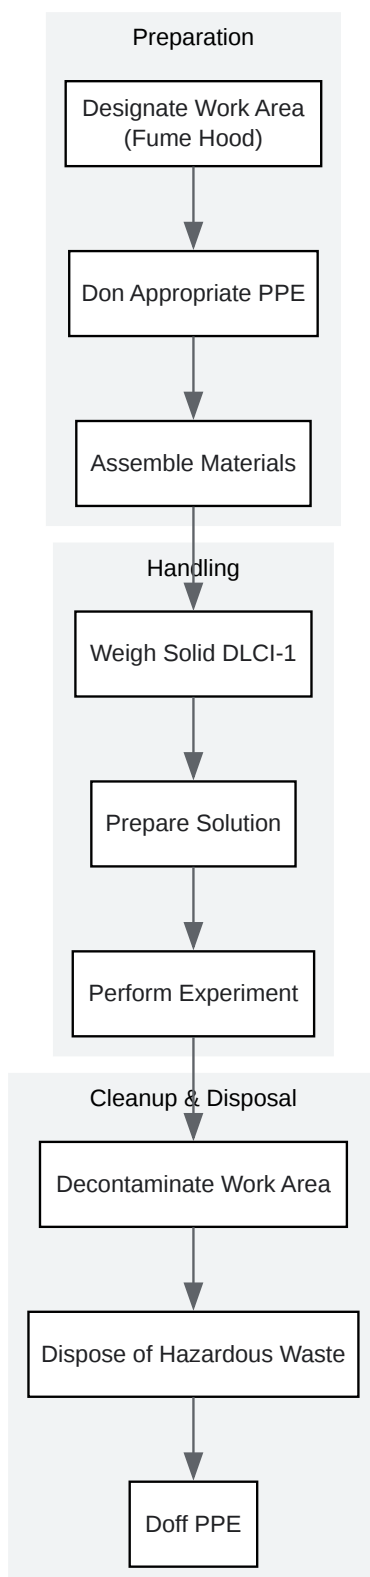 Preparation
Designate Work Area
(Fume Hood)
Don Appropriate PPE
Assemble Materials
Handling
Weigh Solid DLCI-1
Prepare Solution
Perform Experiment
Cleanup & Disposal
Decontaminate Work Area
Dispose of Hazardous Waste
Doff PPE